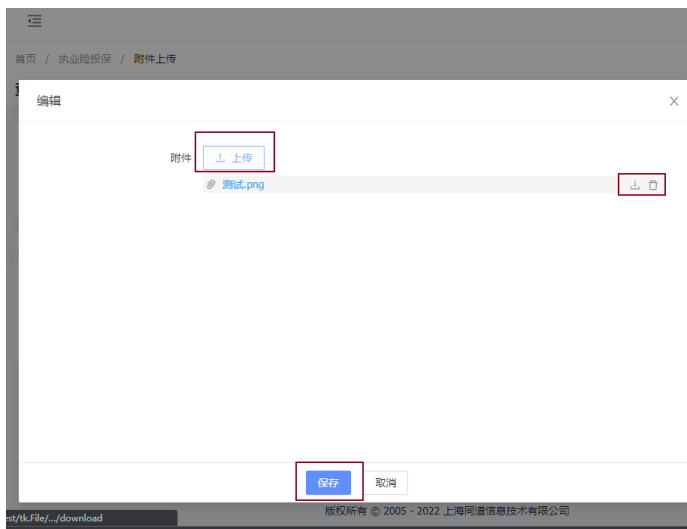 首页 / 执业险投保 / 附件上传
编辑
附件 上传
测试.png
保存 取消
版权所有 © 2005 - 2022 上海同道信息技术有限公司
est/tk.File/.../download